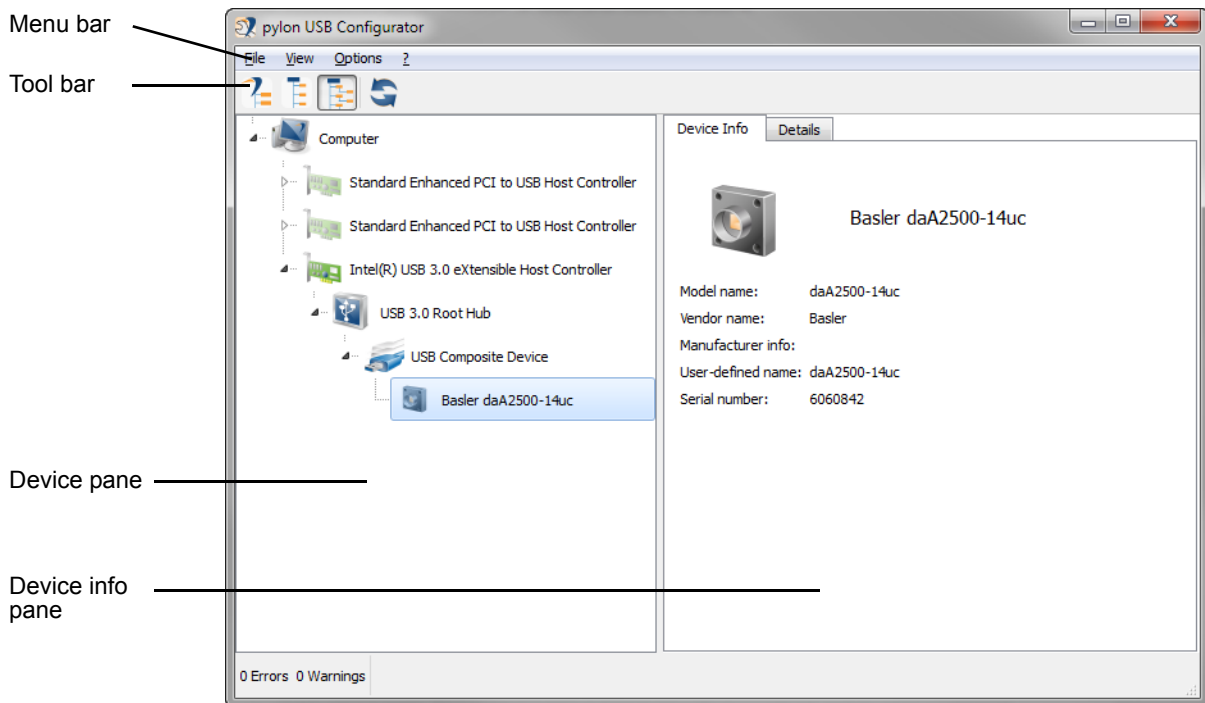 Menu bar
Tool bar
Device pane
Device info
pane
pylon USB Configurator
File View Options ?
Computer
Standard Enhanced PCI to USB Host Controller
Standard Enhanced PCI to USB Host Controller
Intel(R) USB 3.0 eXtensible Host Controller
USB 3.0 Root Hub
USB Composite Device
Basler daA2500-14uc
Device Info Details
Basler daA2500-14uc
Model name: daA2500-14uc
Vendor name: Basler
Manufacturer info:
User-defined name: daA2500-14uc
Serial number: 6060842
0 Errors 0 Warnings